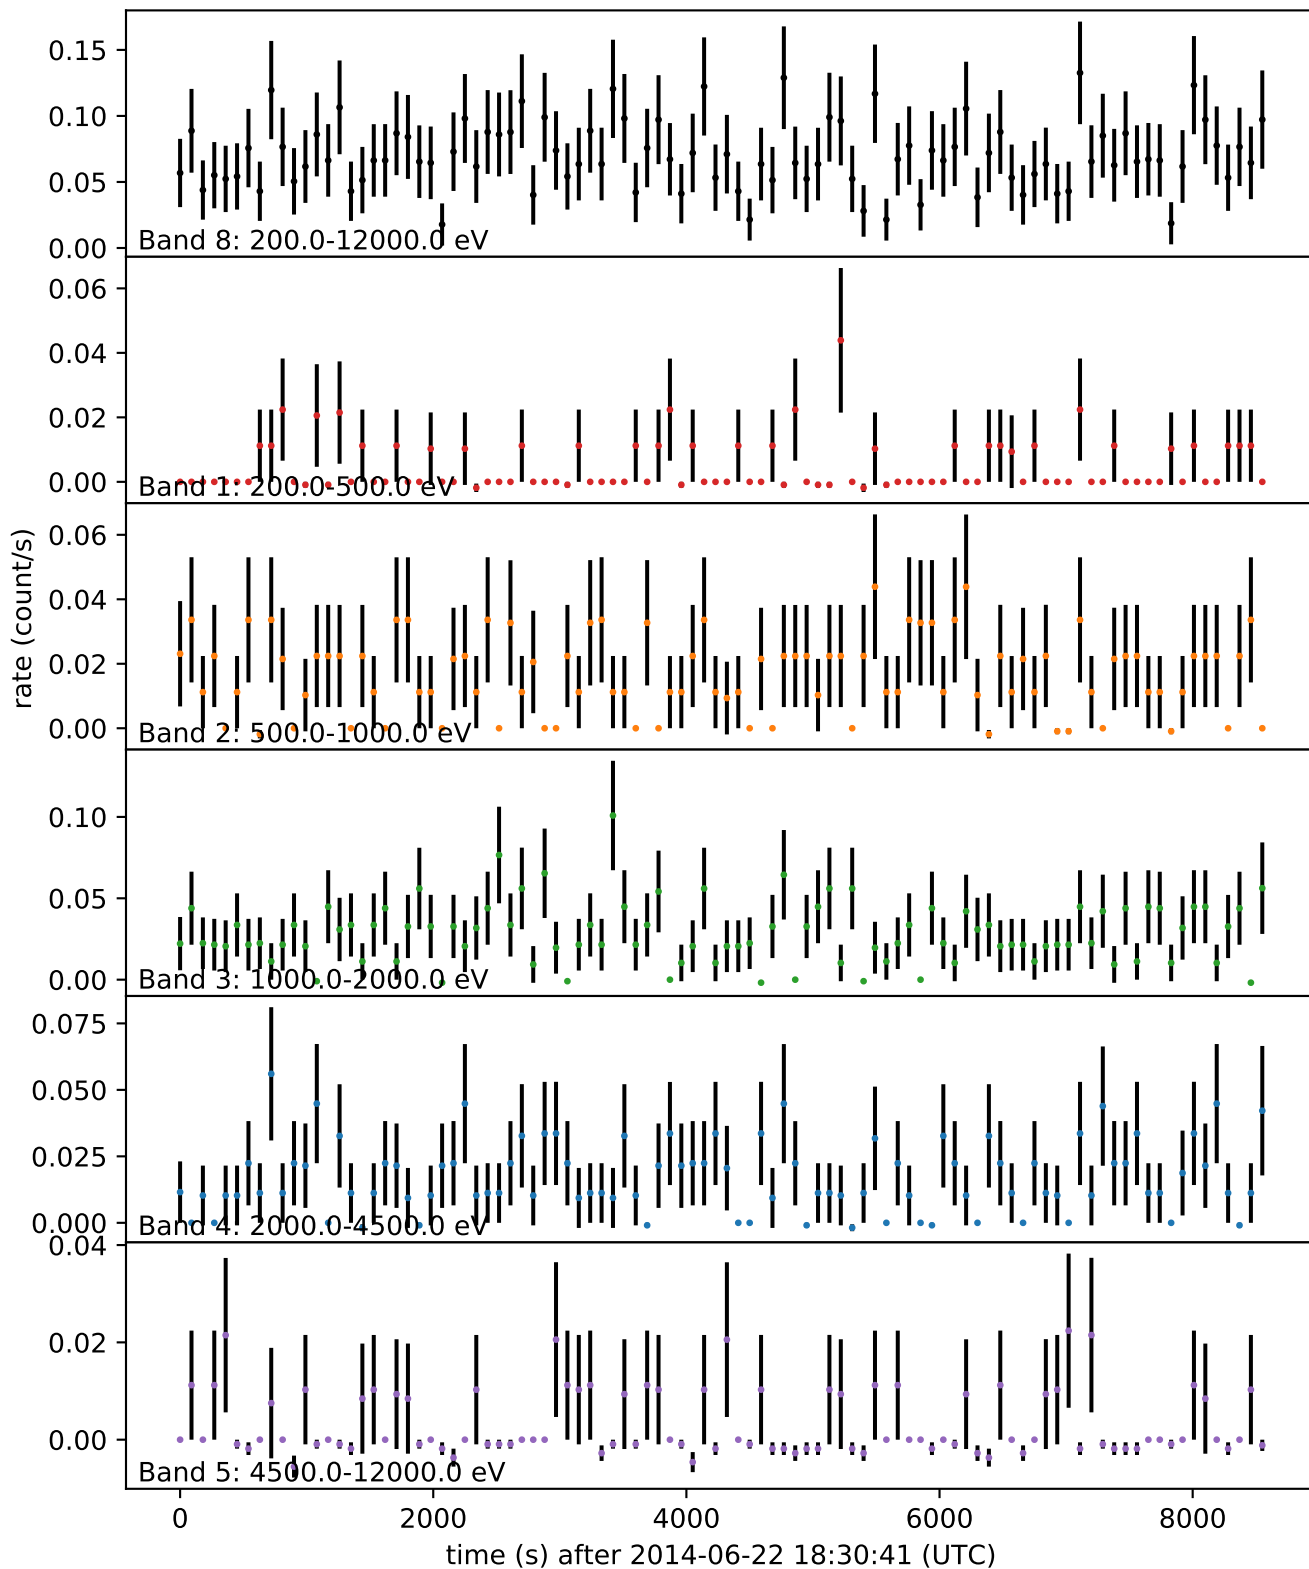 0.15
0.10
0.05
0.00
Band 8: 200.0-12000.0 eV
0.06
0.04
0.02
0.00
Band 1: 200.0-500.0 eV
0.06
0.04
0.02
0.00
Band 2: 500.0-1000.0 eV
rate (count/s)
0.10
0.05
0.00
Band 3: 1000.0-2000.0 eV
0.075
0.050
0.025
0.000
Band 4: 2000.0-4500.0 eV
0.04
0.02
0.00
Band 5: 4500.0-12000.0 eV
0 2000 4000 6000 8000
time (s) after 2014-06-22 18:30:41 (UTC)